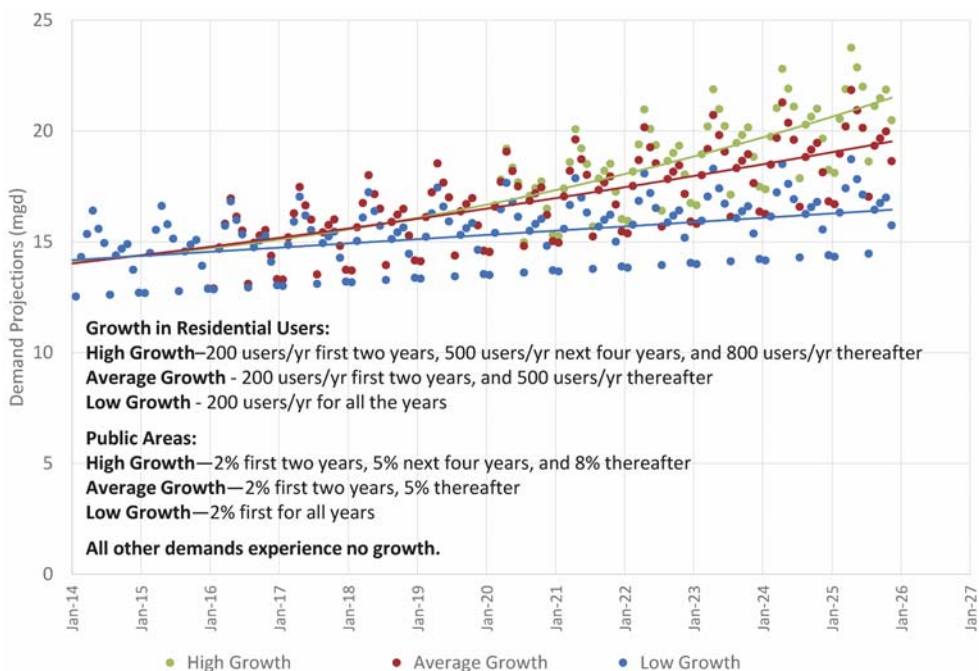 Demand Projections (mgd)
25
20
15
10
5
0
Growth in Residential Users:
High Growth–200 users/yr first two years, 500 users/yr next four years, and 800 users/yr thereafter
Average Growth - 200 users/yr first two years, and 500 users/yr thereafter
Low Growth - 200 users/yr for all the years
Public Areas:
High Growth—2% first two years, 5% next four years, and 8% thereafter
Average Growth—2% first two years, 5% thereafter
Low Growth—2% first for all years
All other demands experience no growth.
Jan-14
Jan-15
Jan-16
Jan-17
Jan-18
Jan-19
Jan-20
Jan-21
Jan-22
Jan-23
Jan-24
Jan-25
Jan-26
Jan-27
High Growth
Average Growth
Low Growth